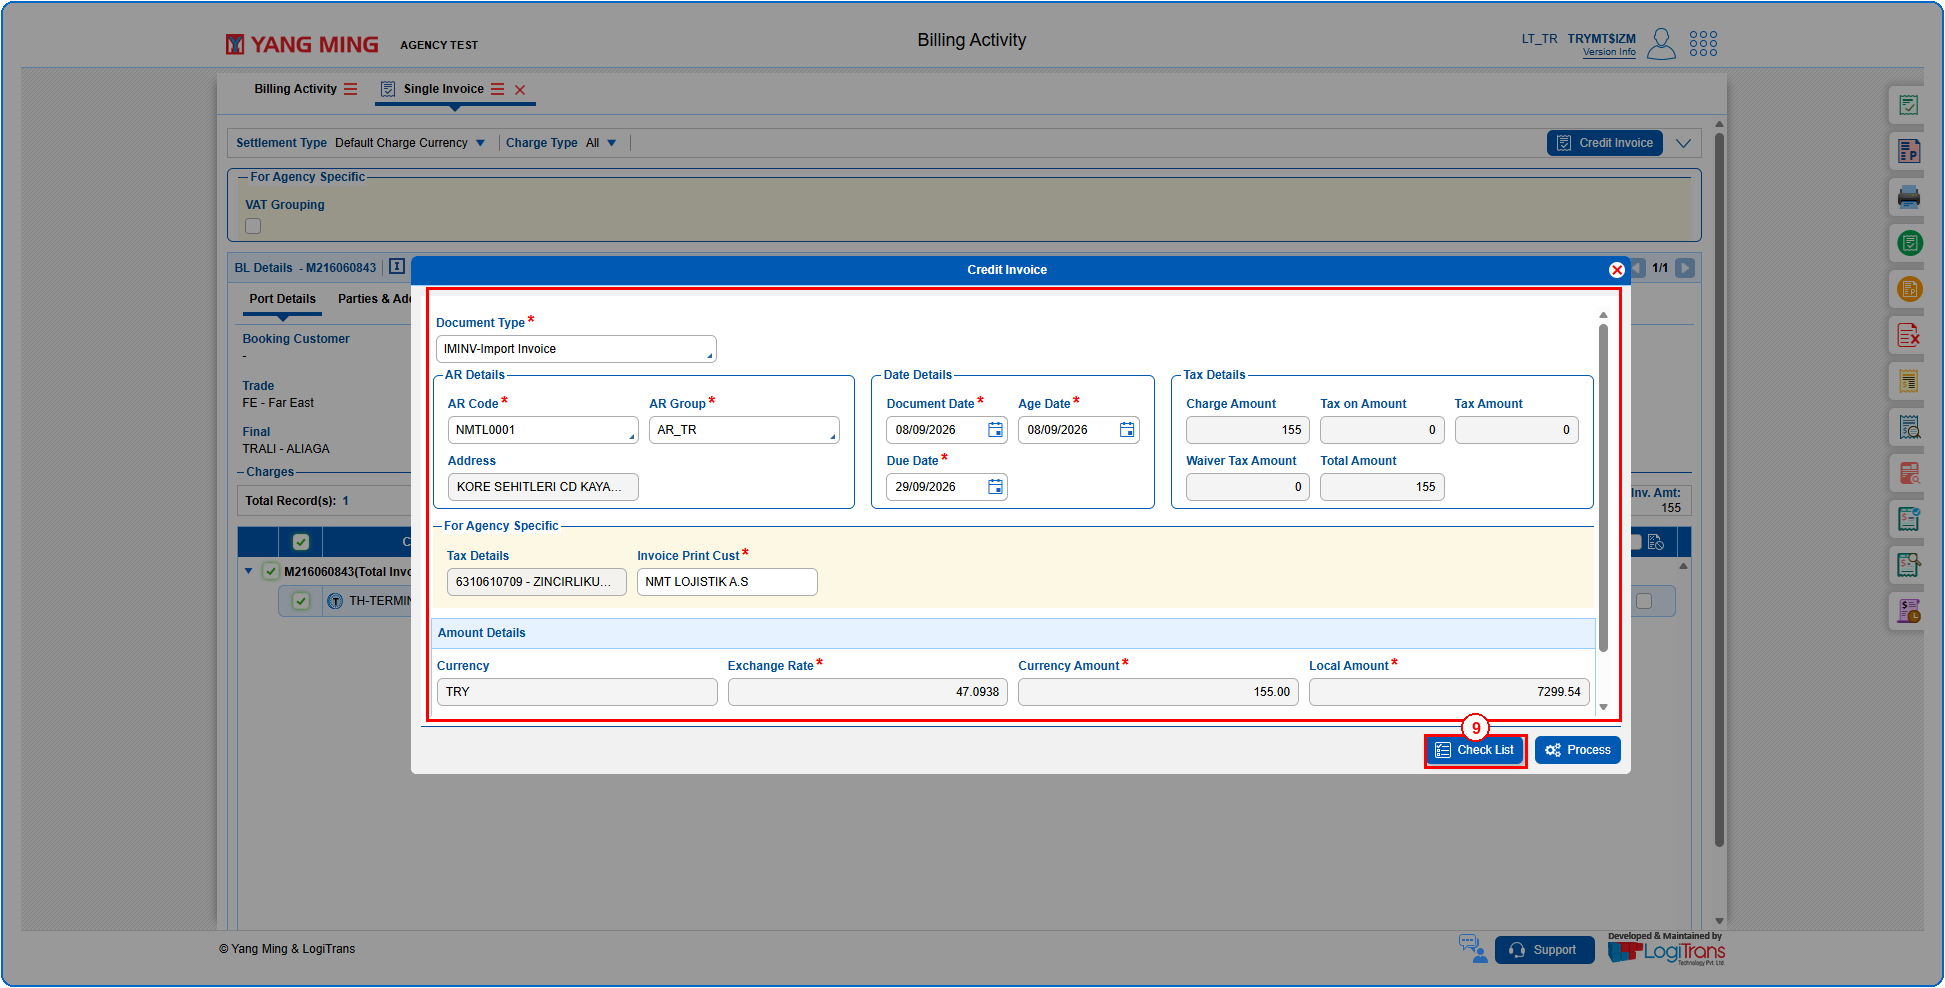 YANG MING AGENCY TEST
Billing Activity
LT_TR TRYMT$IZM
Version Info
Billing Activity
Single Invoice
Settlement Type Default Charge Currency
Charge Type All
Credit Invoice
For Agency Specific
VAT Grouping
BL Details - M216060843
1/1
Port Details
Parties &
Booking Customer
-
Trade
FE - Far East
Final
TRALI - ALIAGA
Charges
Total Record(s): 1
Inv. Amt:
155
C
M216060843(Total
TH-TERMIN
Credit Invoice
Document Type *
IMINV-Import Invoice
AR Details
AR Code *
AR Group *
NMTL0001
AR_TR
Address
KORE SEHITLERI CD KAYA...
Date Details
Document Date *
Age Date *
08/09/2026
08/09/2026
Due Date *
29/09/2026
Tax Details
Charge Amount
Tax on Amount
Tax Amount
155
0
0
Waiver Tax Amount
Total Amount
0
155
For Agency Specific
Tax Details
Invoice Print Cust *
6310610709 - ZINCIRLIKU...
NMT LOJISTIK A.S
Amount Details
Currency
Exchange Rate *
Currency Amount *
Local Amount *
TRY
47.0938
155.00
7299.54
9
Check List
Process
© Yang Ming & LogiTrans
Support
Developed & Maintained by
LogiTrans
Technology Pvt. Ltd.